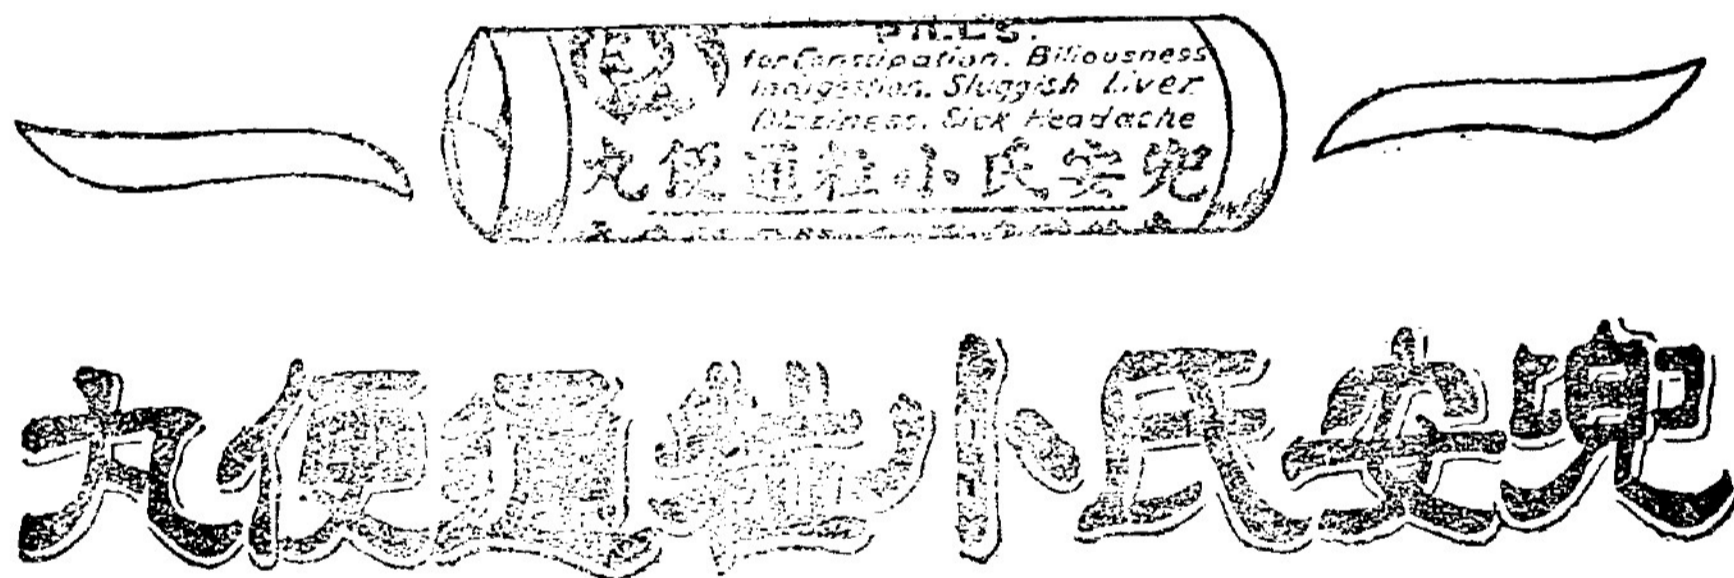 PILLS.
for Constipation. Biliousness
Indigestion. Sluggish Liver
Dizziness. Sick Headache
兜安氏小粒通便丸
兜安氏小粒通便丸